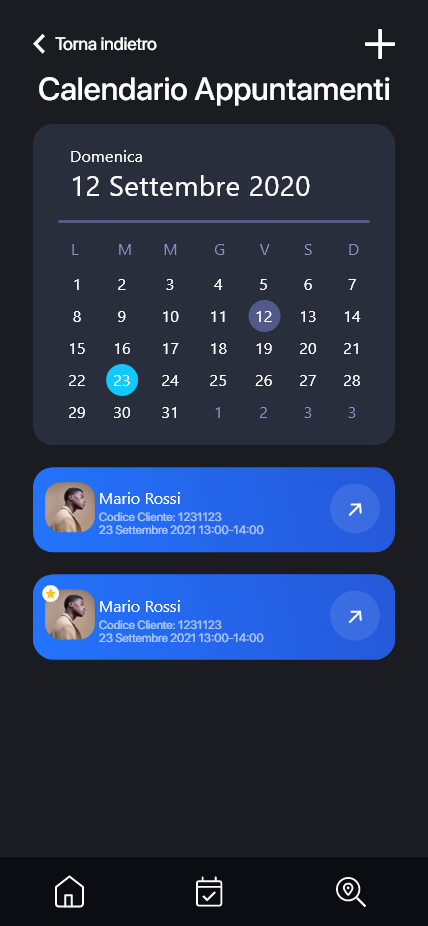 Torna indietro
Calendario Appuntamenti
Domenica
12 Settembre 2020
L M M G V S D
1 2 3 4 5 6 7
8 9 10 11 12 13 14
15 16 17 18 19 20 21
22 23 24 25 26 27 28
29 30 31 1 2 3 3
Mario Rossi
Codice Cliente: 1231123
23 Settembre 2021 13:00-14:00
Mario Rossi
Codice Cliente: 1231123
23 Settembre 2021 13:00-14:00